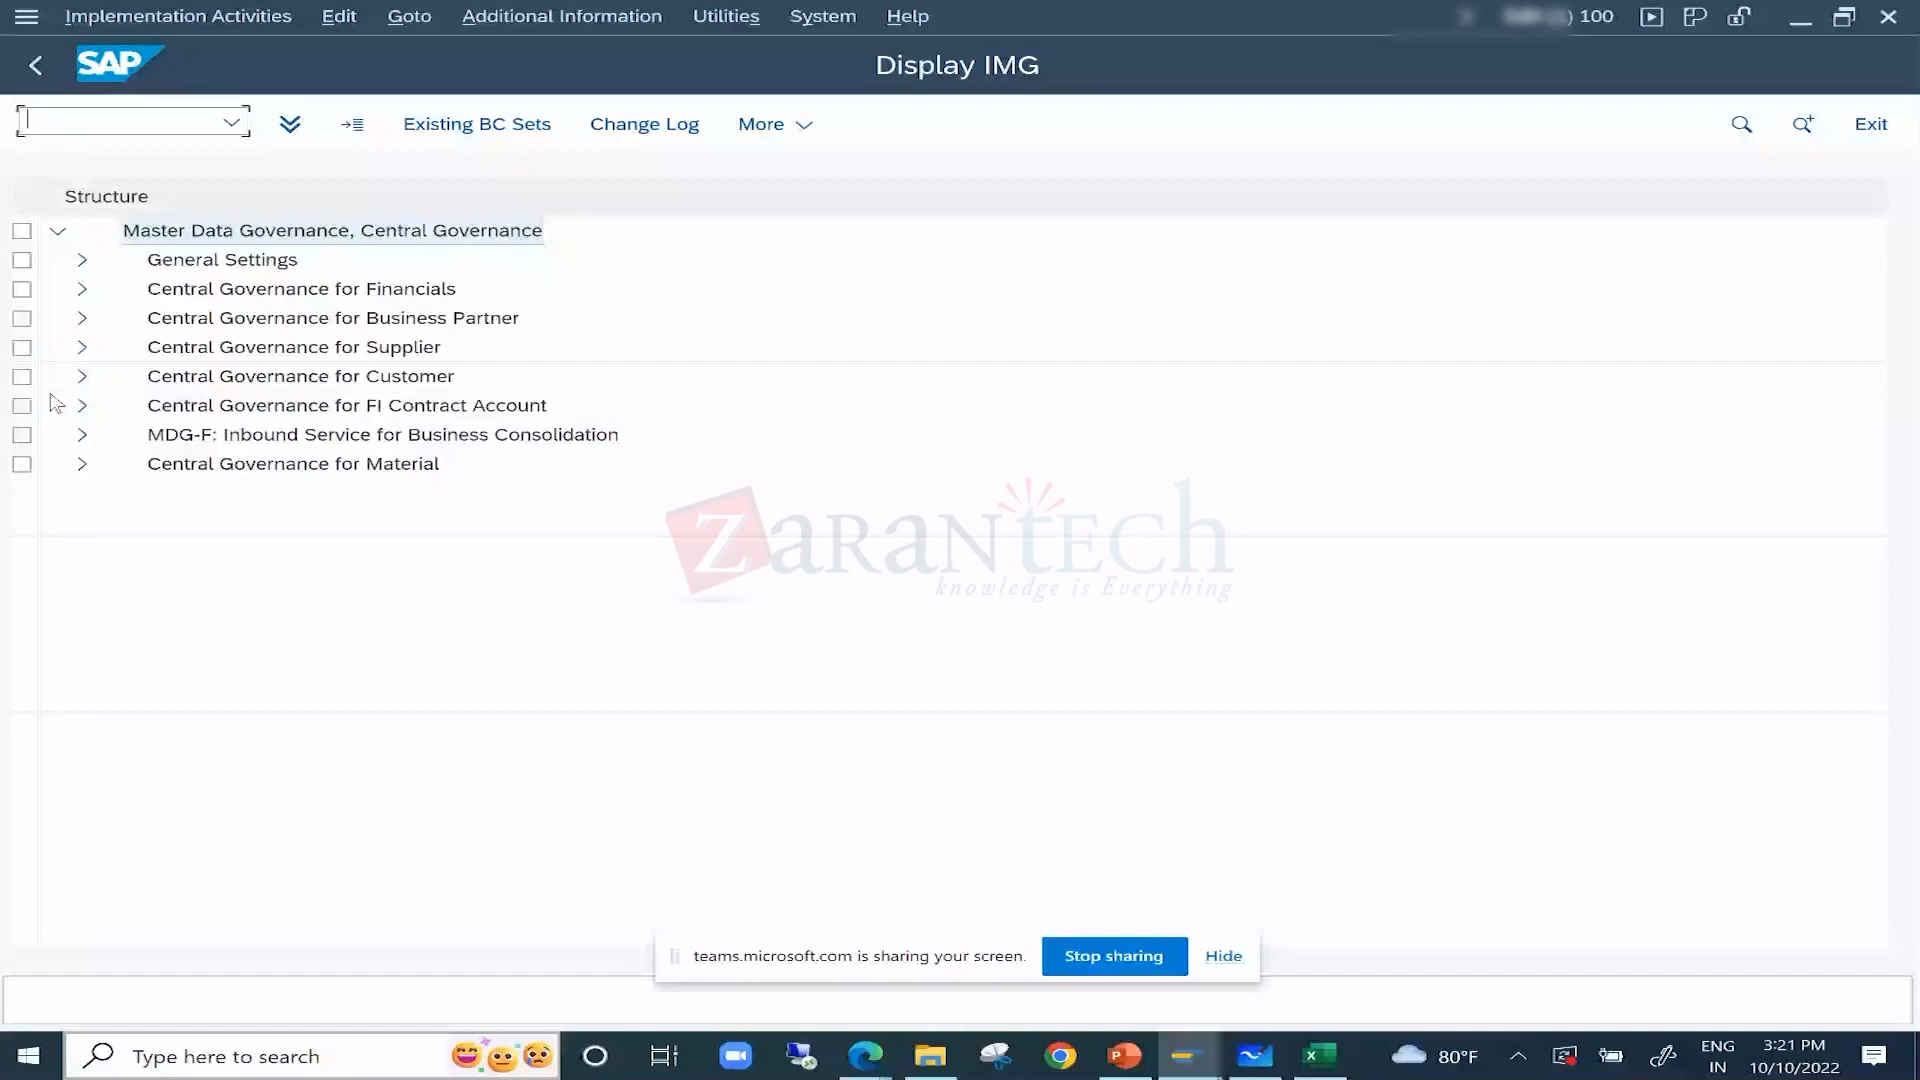 Implementation Activities Edit Goto Additional Information Utilities System Help 100
SAP Display IMG
Existing BC Sets Change Log More Exit
Structure
Master Data Governance, Central Governance
General Settings
Central Governance for Financials
Central Governance for Business Partner
Central Governance for Supplier
Central Governance for Customer
Central Governance for FI Contract Account
MDG-F: Inbound Service for Business Consolidation
Central Governance for Material
ZaranTech
knowledge is Everything
teams.microsoft.com is sharing your screen. Stop sharing Hide
Type here to search 80°F ENG IN 3:21 PM 10/10/2022